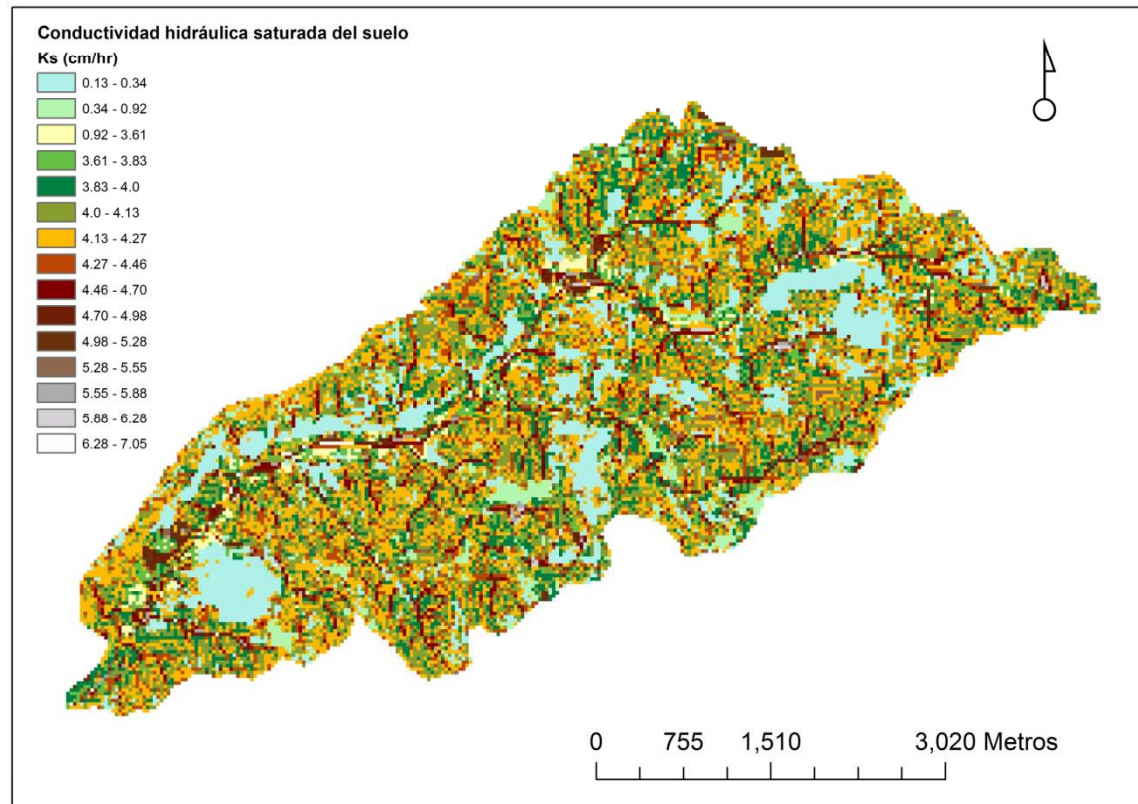 Conductividad hidráulica saturada del suelo
Ks (cm/hr)
0.13 - 0.34
0.34 - 0.92
0.92 - 3.61
3.61 - 3.83
3.83 - 4.0
4.0 - 4.13
4.13 - 4.27
4.27 - 4.46
4.46 - 4.70
4.70 - 4.98
4.98 - 5.28
5.28 - 5.55
5.55 - 5.88
5.88 - 6.28
6.28 - 7.05
0 755 1,510 3,020 Metros